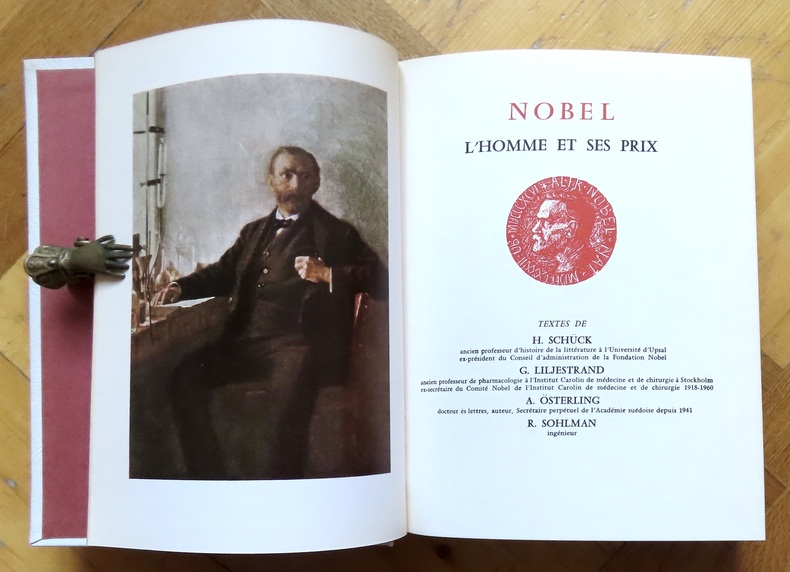 NOBEL
L'HOMME ET SES PRIX
ALFR· NOBEL NAT
TEXTES DE
H. SCHÜCK
ancien professeur d'histoire de la littérature à l'Université d'Upsal
ex-président du Conseil d'administration de la Fondation Nobel
G. LILJESTRAND
ancien professeur de pharmacologie à l'Institut Carolin de médecine et de chirurgie à Stockholm
ex-secrétaire du Comité Nobel de l'Institut Carolin de médecine et de chirurgie 1918-1960
A. ÖSTERLING
docteur ès lettres, auteur, Secrétaire perpétuel de l'Académie suédoise depuis 1941
R. SOHLMAN
ingénieur